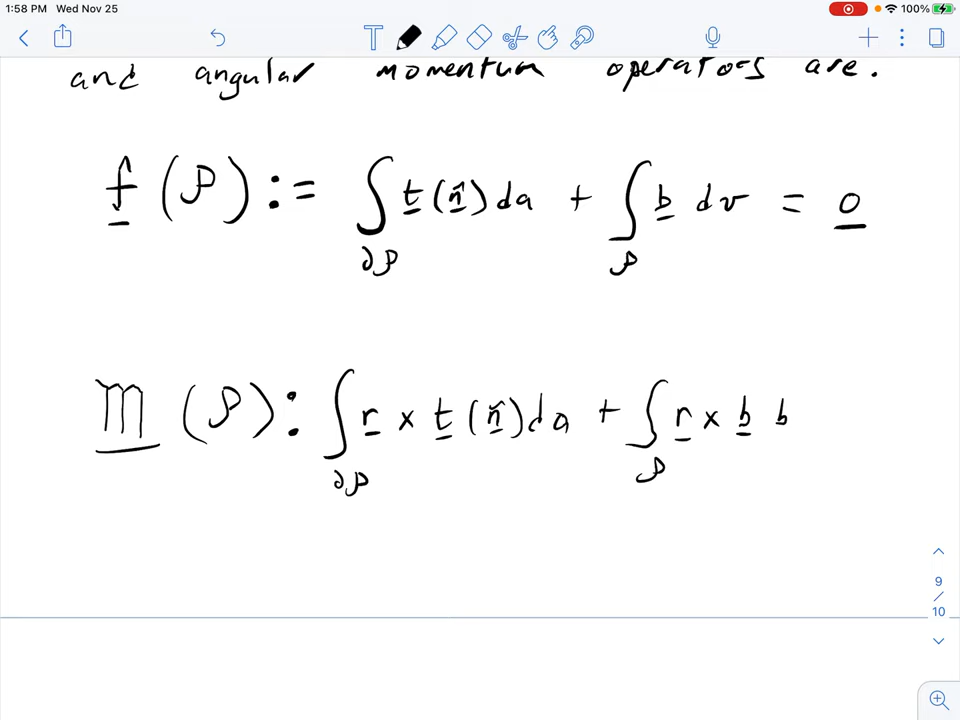 1:58 PM Wed Nov 25 100%
T
and angular momentum operators are.
f (P) := ∫ t(n̂) da + ∫ b dv = 0
∂P P
m (P) : ∫ r × t (n̂) da + ∫ r × b b
∂P P
9
/
10